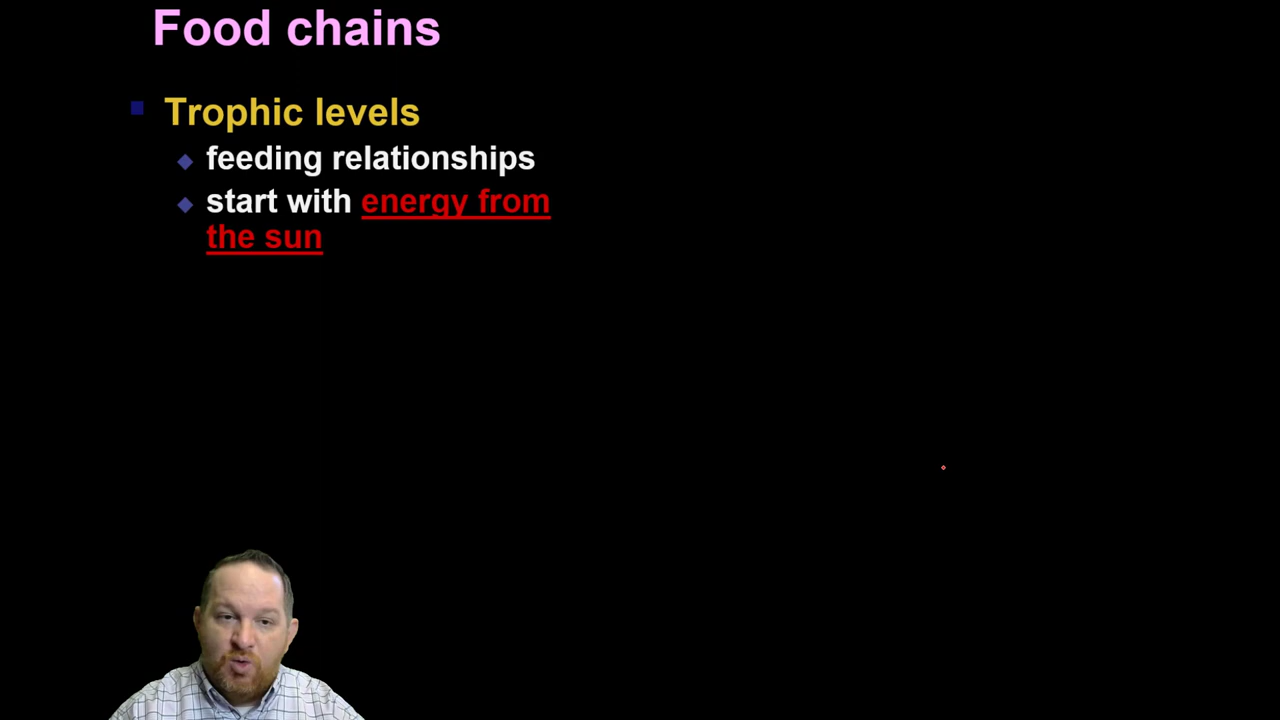 Food chains
Trophic levels
feeding relationships
start with energy from
the sun